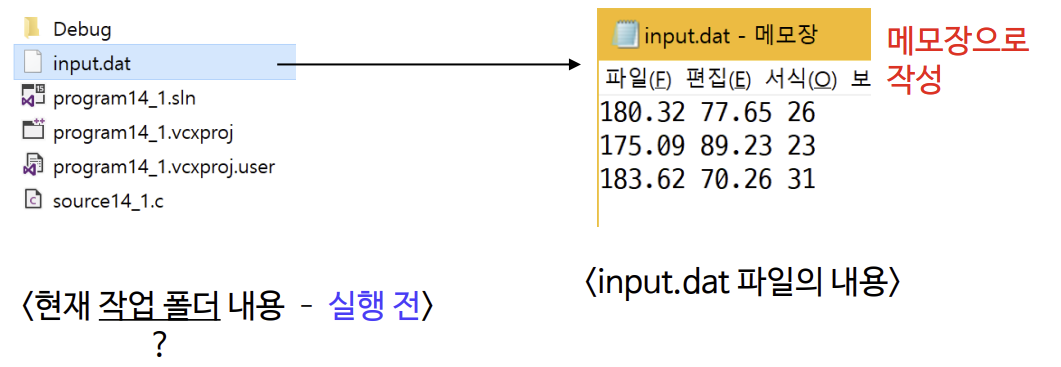 Debug
input.dat
program14_1.sln
program14_1.vcxproj
program14_1.vcxproj.user
source14_1.c
<현재 작업 폴더 내용 - 실행 전>
?
input.dat - 메모장
파일(F) 편집(E) 서식(O) 보
180.32 77.65 26
175.09 89.23 23
183.62 70.26 31
메모장으로
작성
<input.dat 파일의 내용>